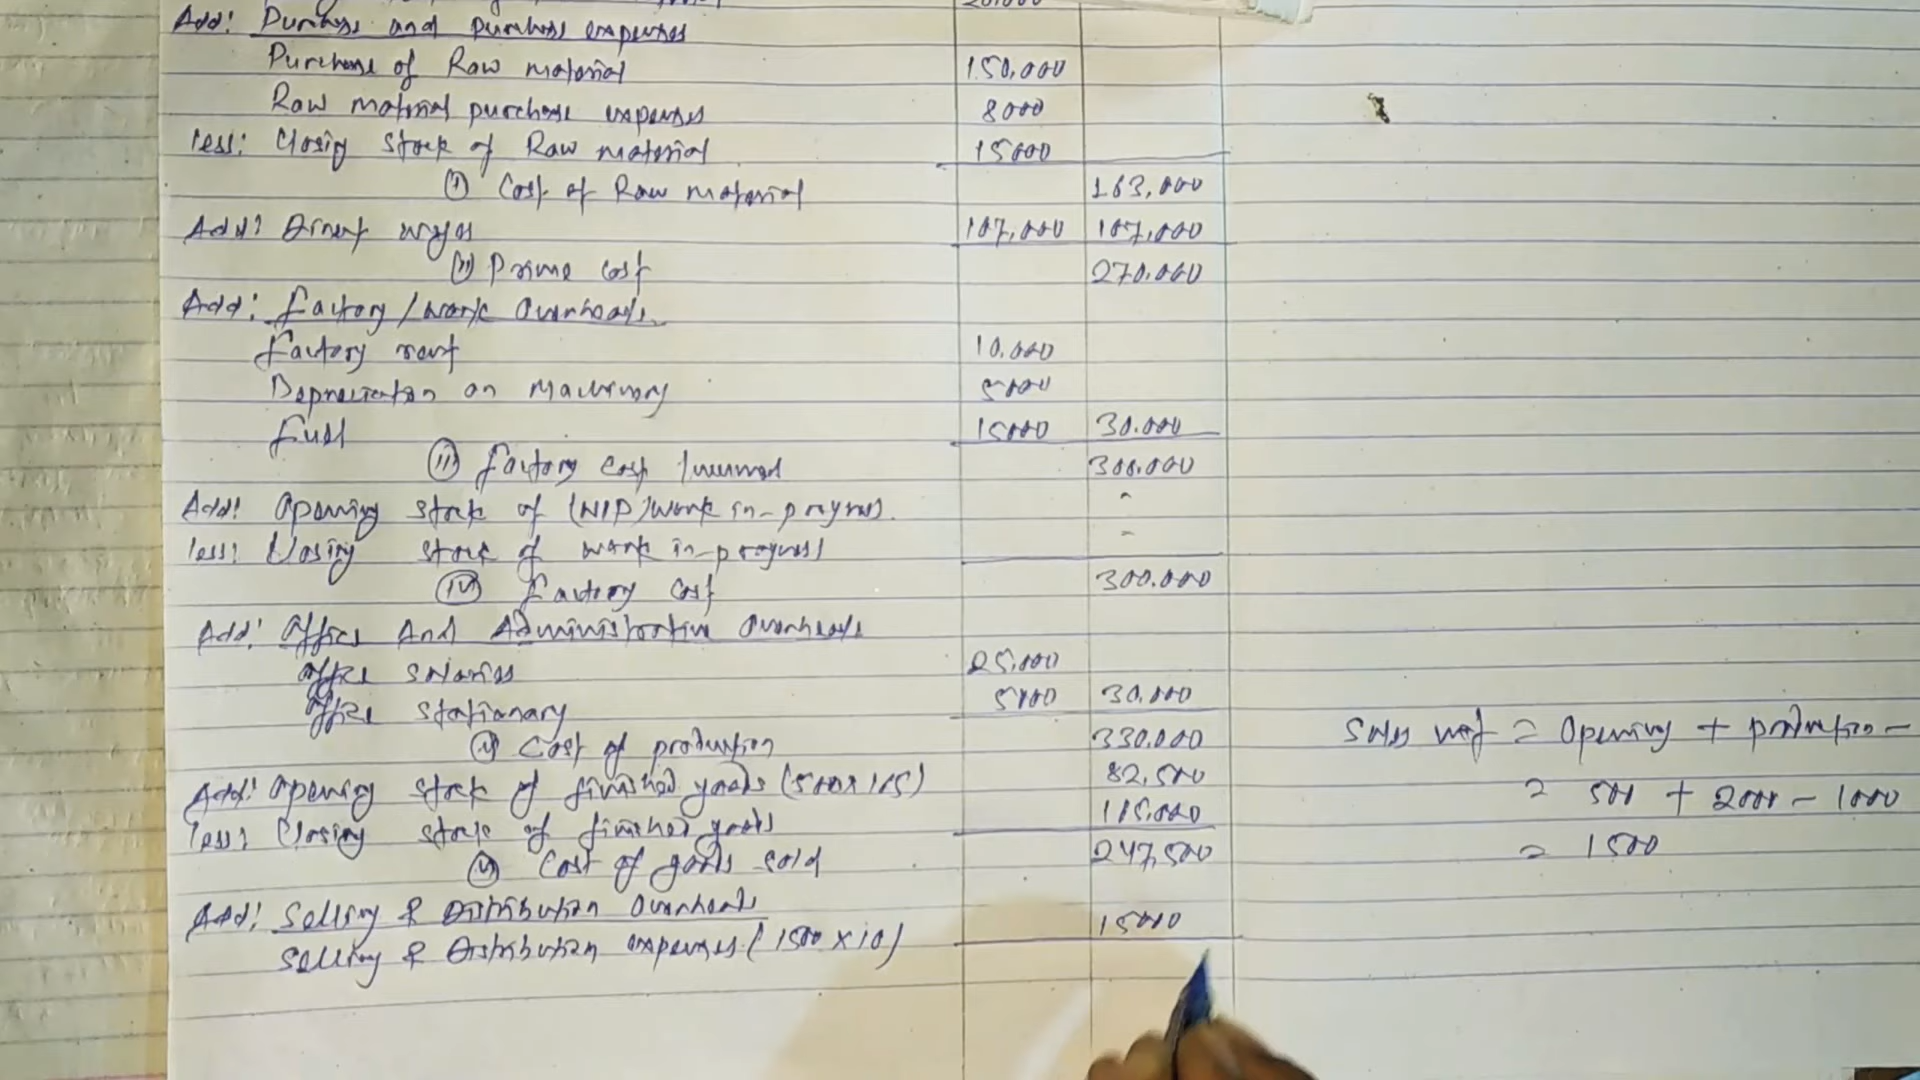 Add: Purchase and purchase expenses
Purchase of Raw material 150,000
Raw material purchase expenses 8000
less: Closig stock of Raw material 15000
(i) Cost of Raw material 163,000
Add: Direct wages 107,000 107,000
(ii) Prime cost 270.000
Add: factory/work Overheads
factory rent 10.000
Depreciation on Machinery 5000
fuel 15000 30.000
(iii) factory cost Incurred 300.000
Add: Opening stock of (WIP) work in-progress. -
less: Closing stock of work in-progress -
(iv) factory cost 300.000
Add: Office And Administrative Overheads
office salaries 25,000
office stationary 5000 30.000
(v) Cost of production 330.000
Add: Opening stock of finished goods (500x165) 82,500
less: Closing stock of finished goods 165.000
(v) Cost of goods sold 247,500
Add: Selling & Distribution Overheads
Selling & Distribution expenses (1500 x 10) 15000
Sales unit = Opening + production -
= 500 + 2000 - 1000
= 1500